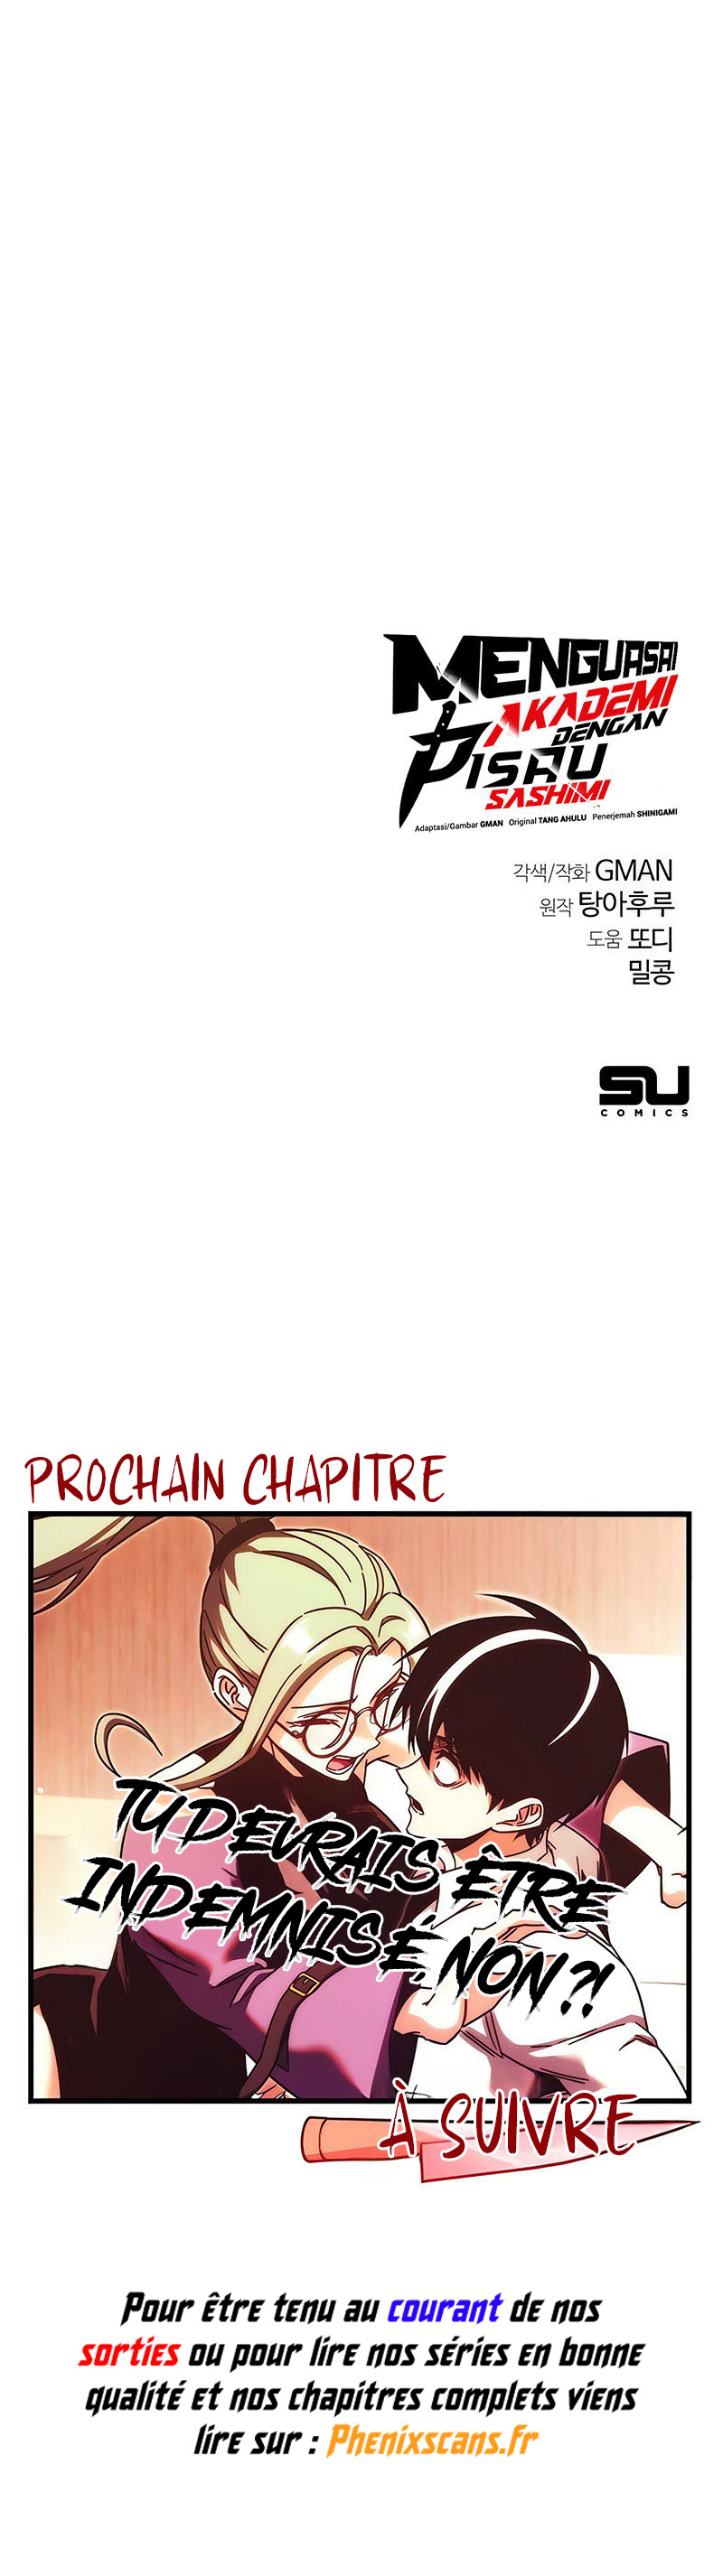 MENGUASAI
AKADEMI
DENGAN
PISAU
SASHIMI
Adaptasi/Gambar GMAN Original TANG AHULU Penerjemah SHINIGAMI
각색/작화 GMAN
원작 탕아후루
도움 또디
밀콩
SU
COMICS
PROCHAIN CHAPITRE
TU DEVRAIS ÊTRE
INDEMNISÉ, NON ?!
À SUIVRE
Pour être tenu au courant de nos
sorties ou pour lire nos séries en bonne
qualité et nos chapitres complets viens
lire sur : Phenixscans.fr